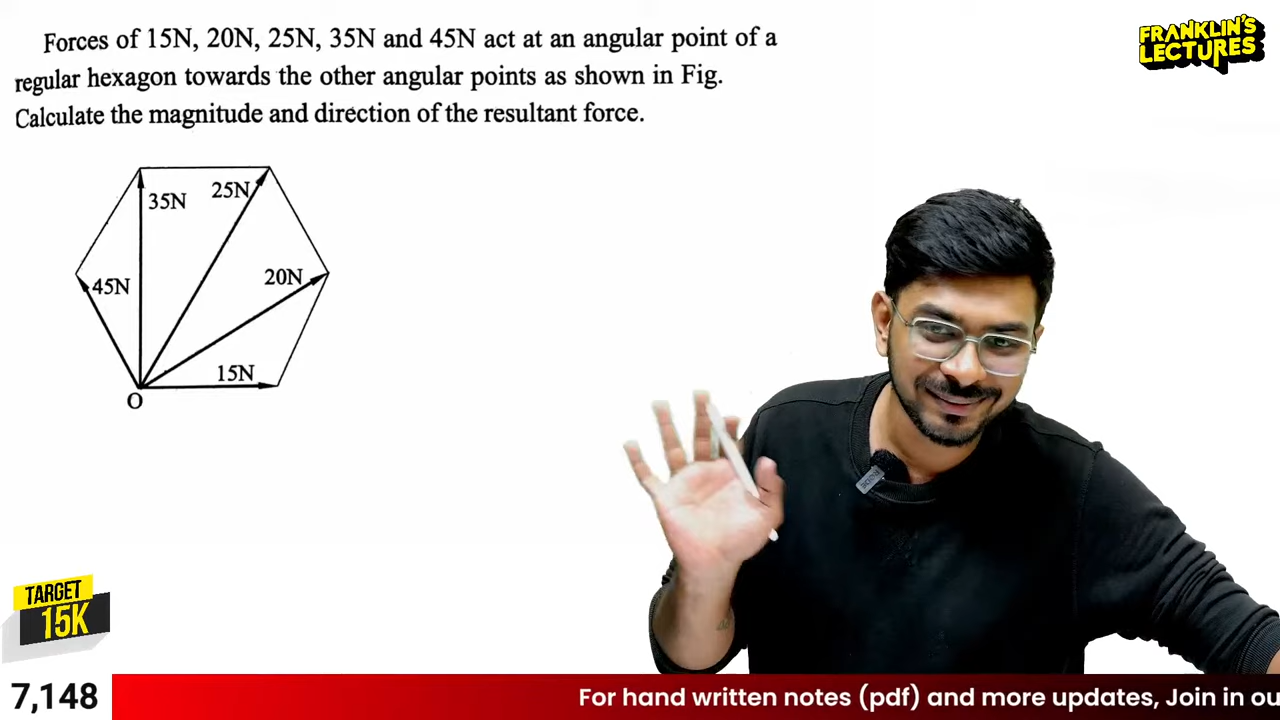 FRANKLIN'S
LECTURES
Forces of 15N, 20N, 25N, 35N and 45N act at an angular point of a
regular hexagon towards the other angular points as shown in Fig.
Calculate the magnitude and direction of the resultant force.
35N
25N
45N
20N
15N
O
RODE
TARGET
15K
7,148
For hand written notes (pdf) and more updates, Join in ou